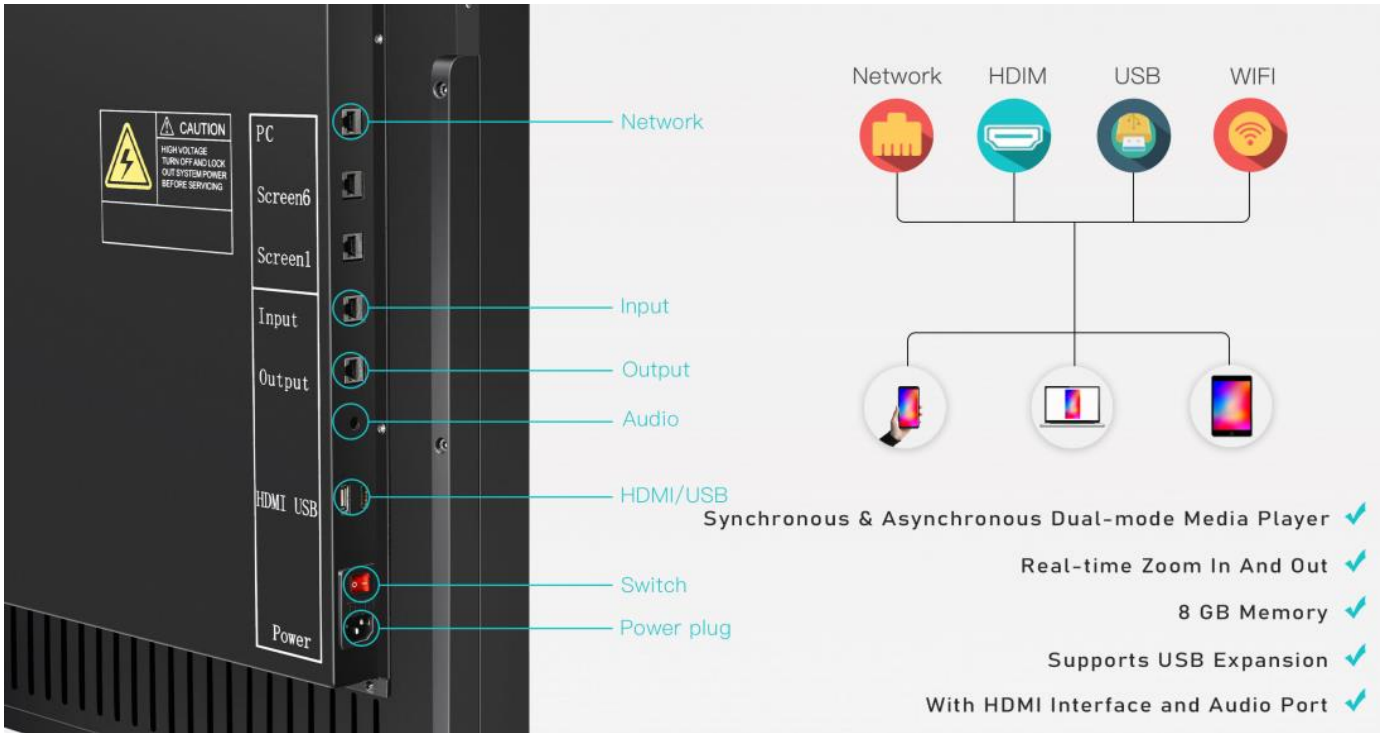 CAUTION
HIGH VOLTAGE
TURN OFF AND LOCK
OUT SYSTEM POWER
BEFORE SERVICING
PC
Screen6
Screen1
Input
Output
HDMI USB
Power
Network
Input
Output
Audio
HDMI/USB
Switch
Power plug
Network
HDIM
USB
WIFI
Synchronous & Asynchronous Dual-mode Media Player
Real-time Zoom In And Out
8 GB Memory
Supports USB Expansion
With HDMI Interface and Audio Port